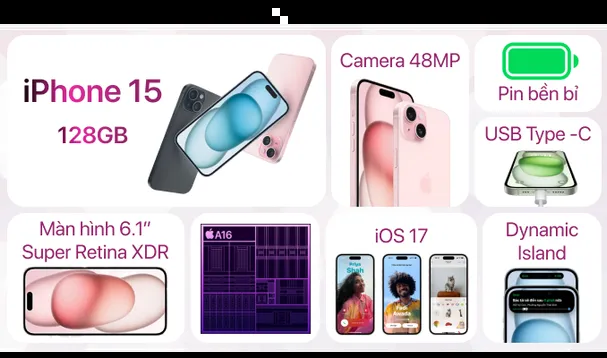 iPhone 15
128GB
Camera 48MP
Pin bền bỉ
USB Type -C
Màn hình 6.1”
Super Retina XDR
A16
iOS 17
Dynamic
Island